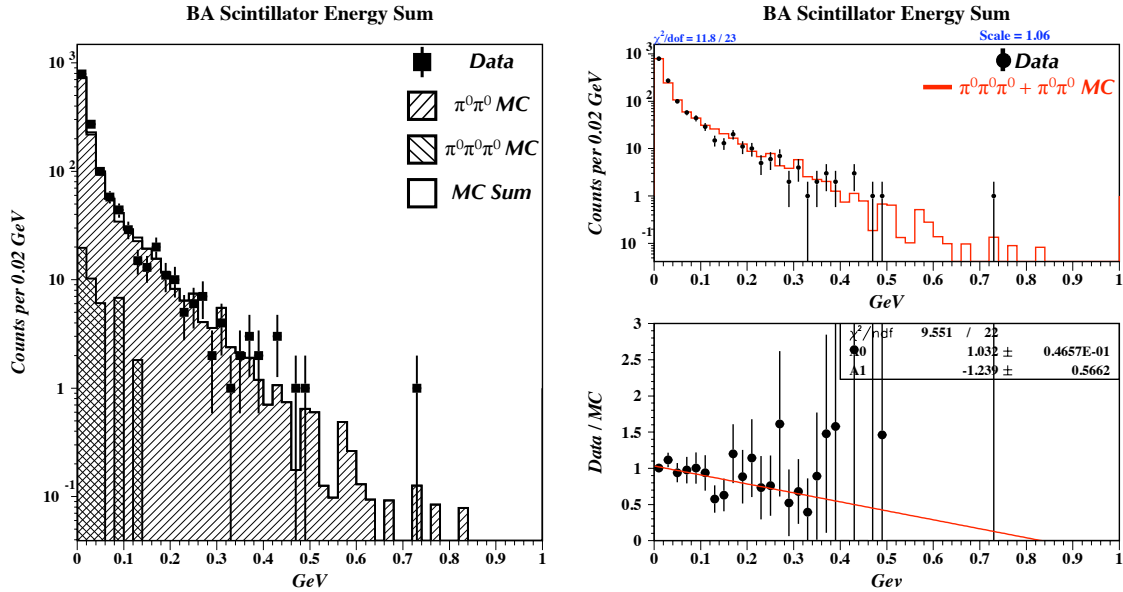 BA Scintillator Energy Sum
Counts per 0.02 GeV
10³
10²
10
1
10⁻¹
Data
π⁰π⁰ MC
π⁰π⁰π⁰ MC
MC Sum
0 0.1 0.2 0.3 0.4 0.5 0.6 0.7 0.8 0.9 1
GeV
BA Scintillator Energy Sum
χ²/dof = 11.8 / 23
Scale = 1.06
Counts per 0.02 GeV
10³
10²
10
1
10⁻¹
Data
π⁰π⁰π⁰ + π⁰π⁰ MC
0 0.1 0.2 0.3 0.4 0.5 0.6 0.7 0.8 0.9 1
GeV
Data / MC
3
2.5
2
1.5
1
0.5
0
χ²/ndf 9.551 / 22
A0 1.032 ± 0.4657E-01
A1 -1.239 ± 0.5662
0 0.1 0.2 0.3 0.4 0.5 0.6 0.7 0.8 0.9 1
Gev